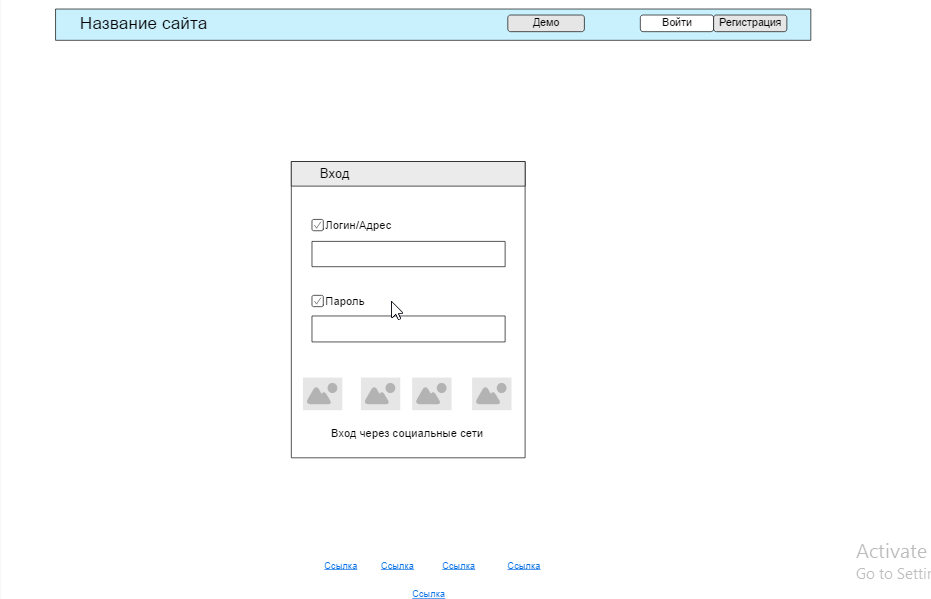 Название сайта
Демо
Войти
Регистрация
Вход
Логин/Адрес
Пароль
Вход через социальные сети
Ссылка Ссылка Ссылка Ссылка
Ссылка
Activate
Go to